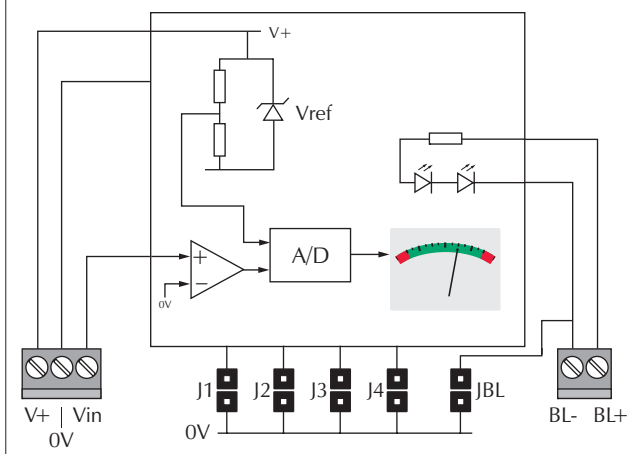 V+
Vref
A/D
+
−
0V
J1 J2 J3 J4 JBL
0V
V+ Vin
0V
BL- BL+